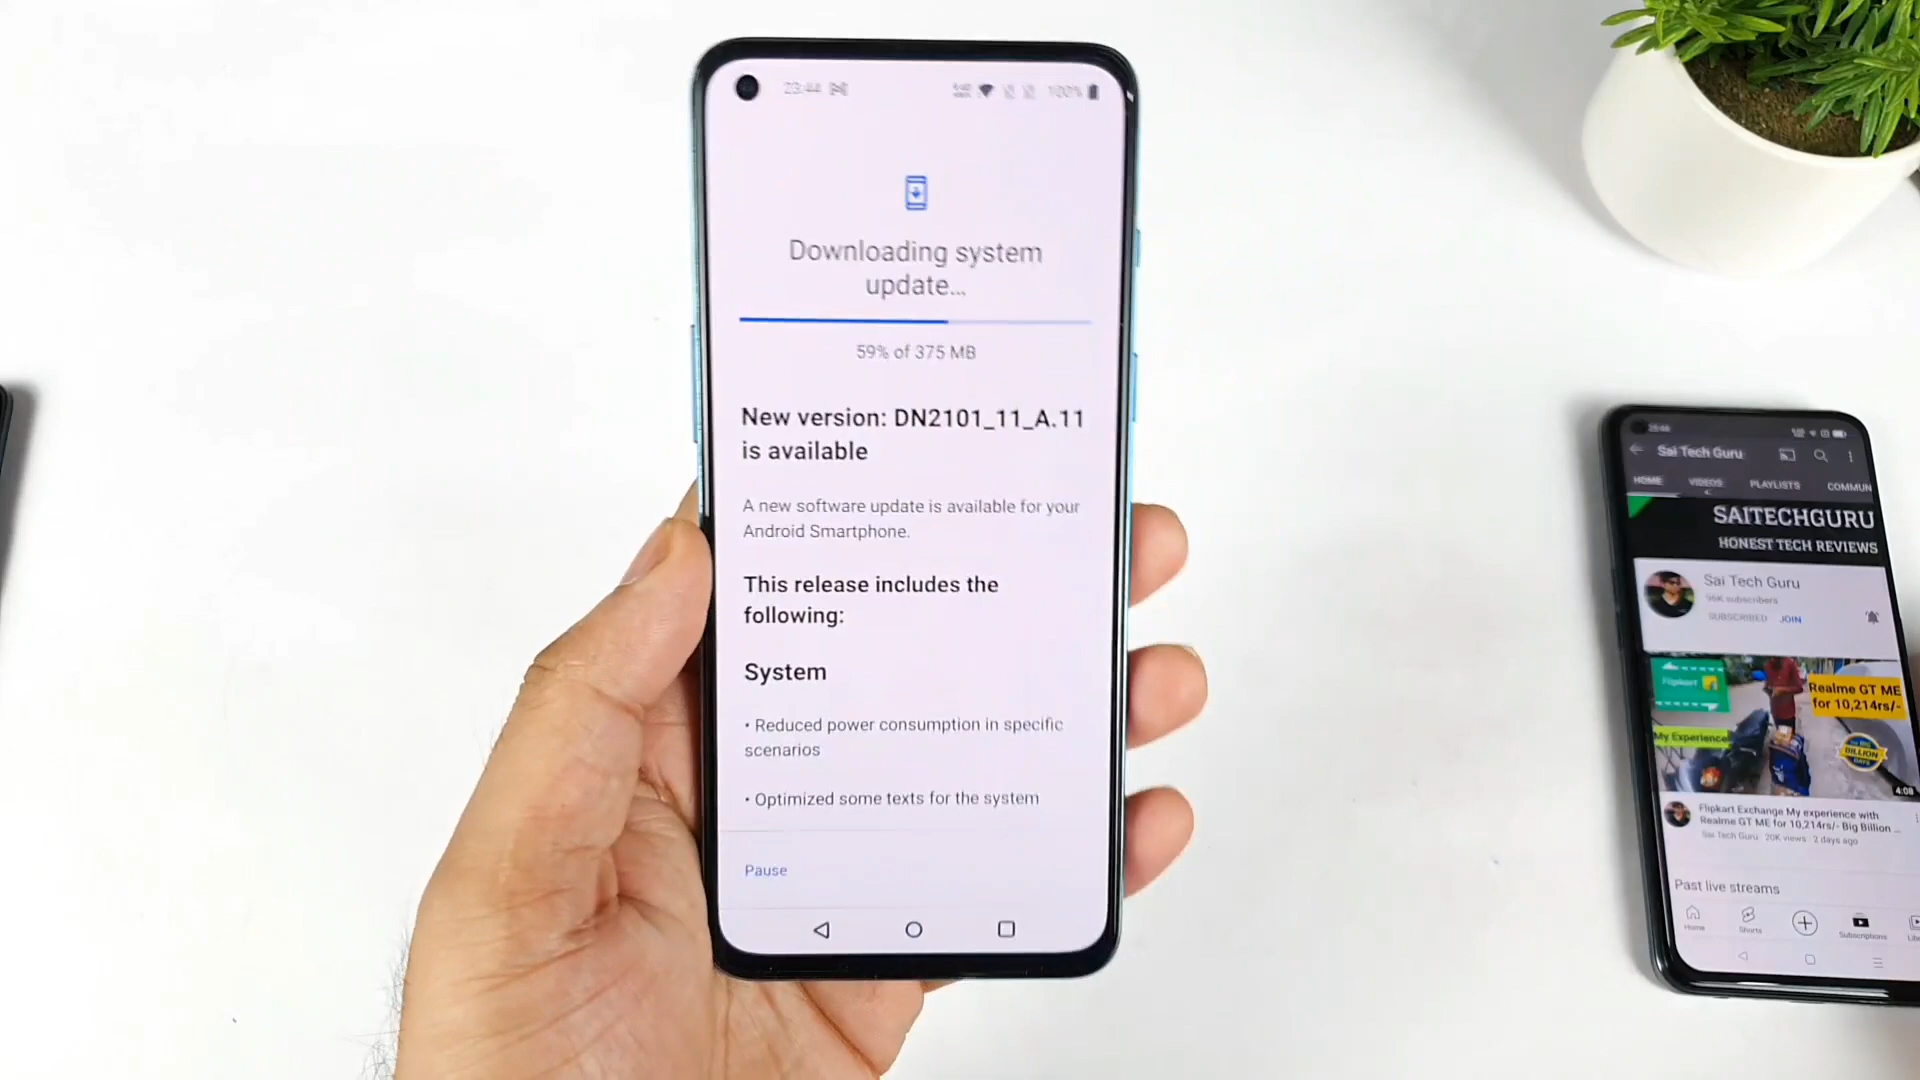 23:44
100%
Downloading system
update...
59% of 375 MB
New version: DN2101_11_A.11
is available
A new software update is available for your
Android Smartphone.
This release includes the
following:
System
• Reduced power consumption in specific
scenarios
• Optimized some texts for the system
Pause
Sai Tech Guru
HOME VIDEOS PLAYLISTS COMMUN
SAITECHGURU
HONEST TECH REVIEWS
Sai Tech Guru
96K subscribers
SUBSCRIBED JOIN
Flipkart
Realme GT ME
for 10,214rs/-
My Experience
BILLION
4:08
Flipkart Exchange My experience with
Realme GT ME for 10,214rs/- Big Billion ...
Sai Tech Guru · 20K views · 2 days ago
Past live streams
Home Shorts Subscriptions